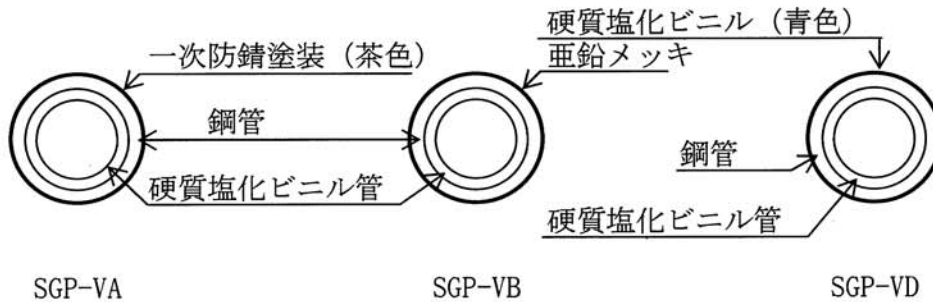 硬質塩化ビニル（青色）
一次防錆塗装（茶色）
亜鉛メッキ
鋼管
鋼管
硬質塩化ビニル管
硬質塩化ビニル管
SGP-VA
SGP-VB
SGP-VD